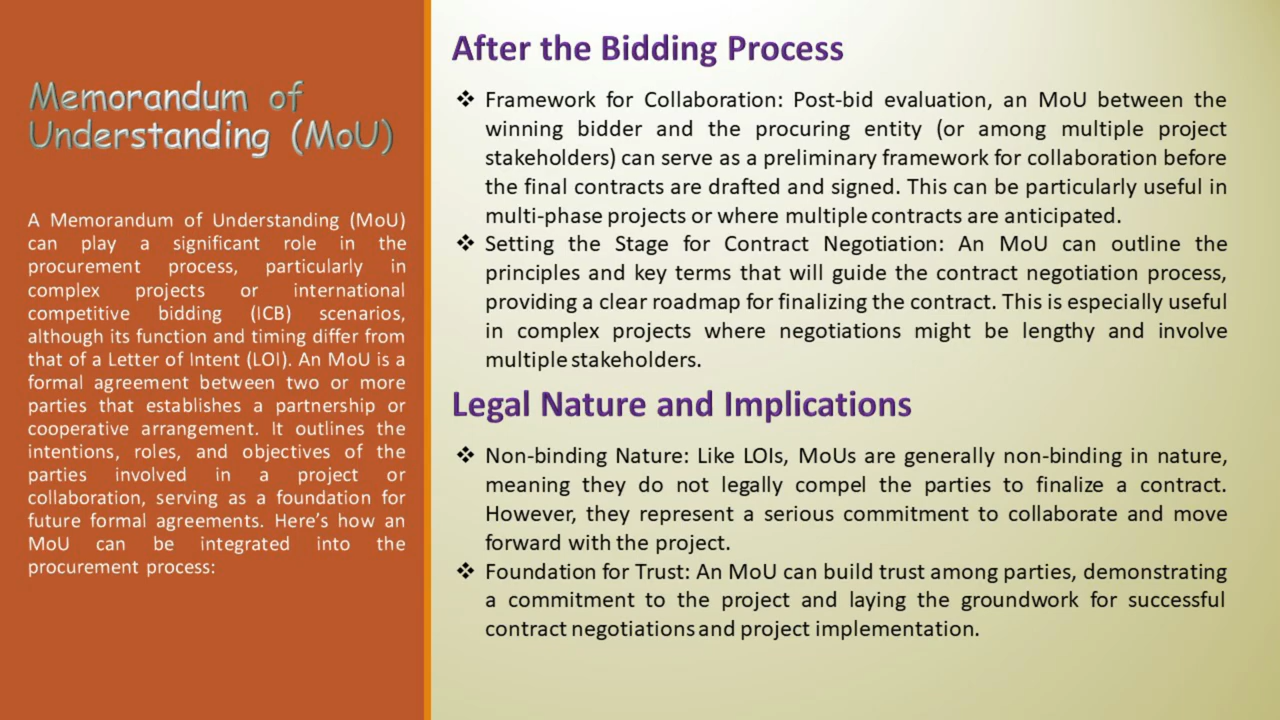 Memorandum of
Understanding (MoU)
A Memorandum of Understanding (MoU)
can play a significant role in the
procurement process, particularly in
complex projects or international
competitive bidding (ICB) scenarios,
although its function and timing differ from
that of a Letter of Intent (LOI). An MoU is a
formal agreement between two or more
parties that establishes a partnership or
cooperative arrangement. It outlines the
intentions, roles, and objectives of the
parties involved in a project or
collaboration, serving as a foundation for
future formal agreements. Here’s how an
MoU can be integrated into the
procurement process:
After the Bidding Process
❖ Framework for Collaboration: Post-bid evaluation, an MoU between the
winning bidder and the procuring entity (or among multiple project
stakeholders) can serve as a preliminary framework for collaboration before
the final contracts are drafted and signed. This can be particularly useful in
multi-phase projects or where multiple contracts are anticipated.
❖ Setting the Stage for Contract Negotiation: An MoU can outline the
principles and key terms that will guide the contract negotiation process,
providing a clear roadmap for finalizing the contract. This is especially useful
in complex projects where negotiations might be lengthy and involve
multiple stakeholders.
Legal Nature and Implications
❖ Non-binding Nature: Like LOIs, MoUs are generally non-binding in nature,
meaning they do not legally compel the parties to finalize a contract.
However, they represent a serious commitment to collaborate and move
forward with the project.
❖ Foundation for Trust: An MoU can build trust among parties, demonstrating
a commitment to the project and laying the groundwork for successful
contract negotiations and project implementation.